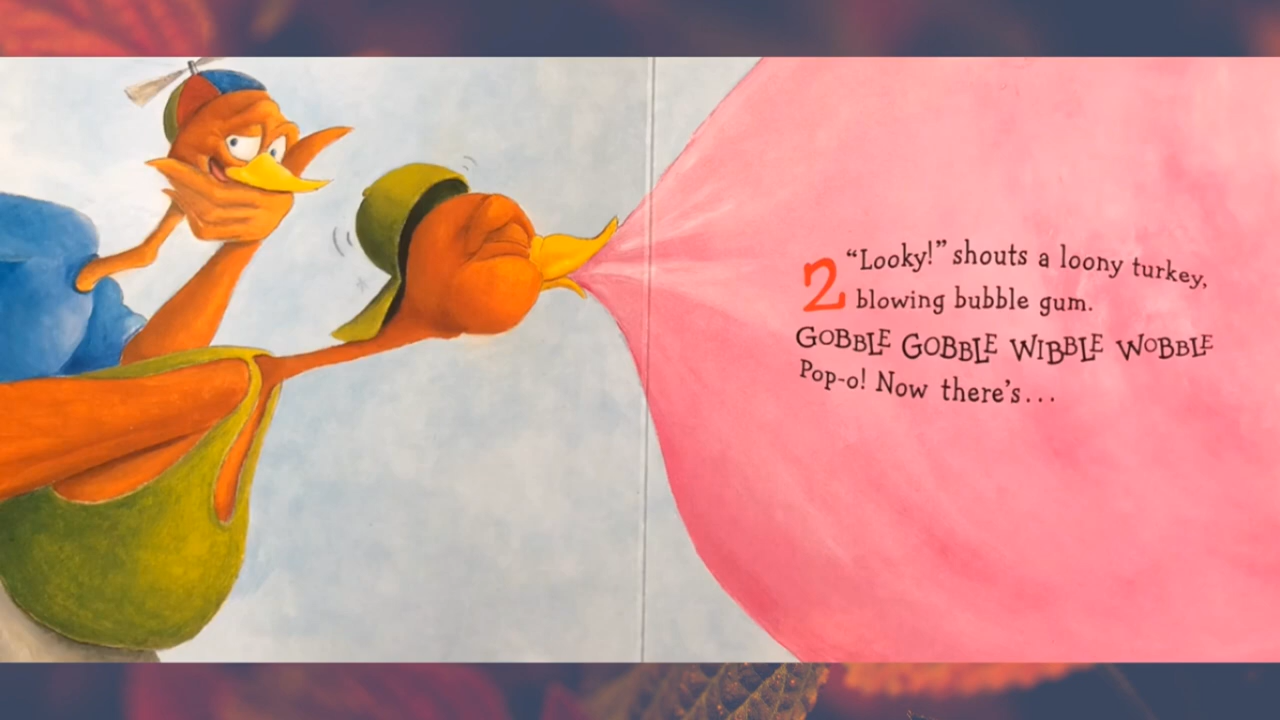 2 “Looky!” shouts a loony turkey,
blowing bubble gum.
GOBBLE GOBBLE WIBBLE WOBBLE
Pop-o! Now there's...